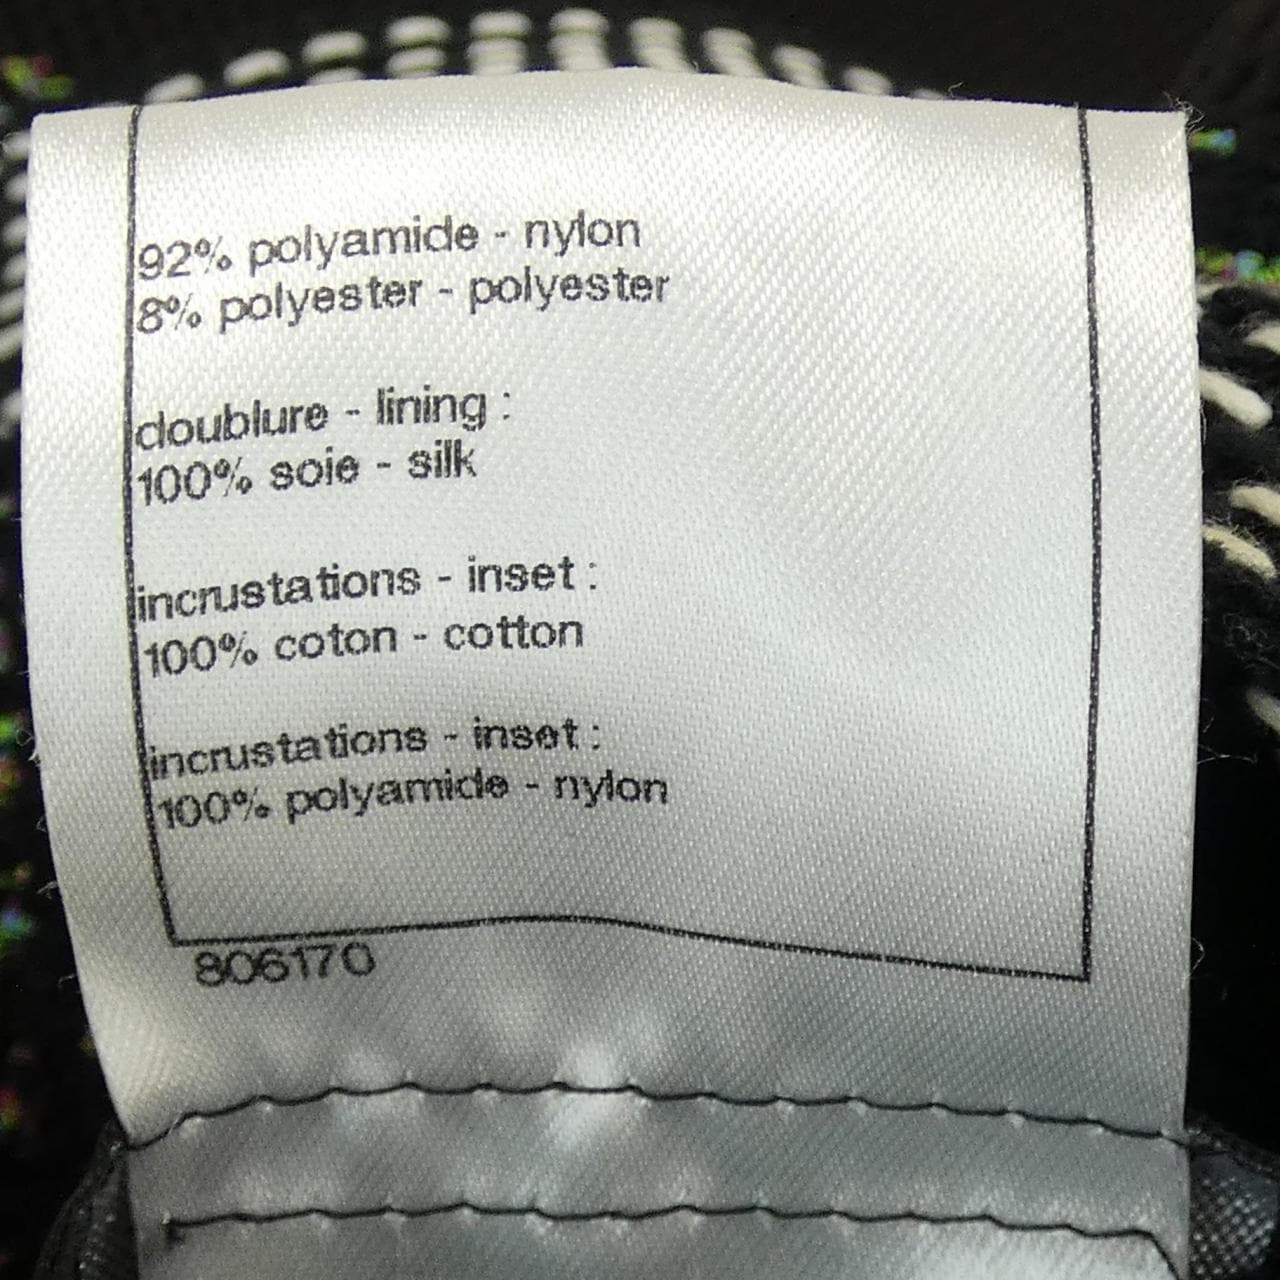 92% polyamide - nylon
8% polyester - polyester
doublure - lining :
100% soie - silk
incrustations - inset :
100% coton - cotton
incrustations - inset :
100% polyamide - nylon
806170